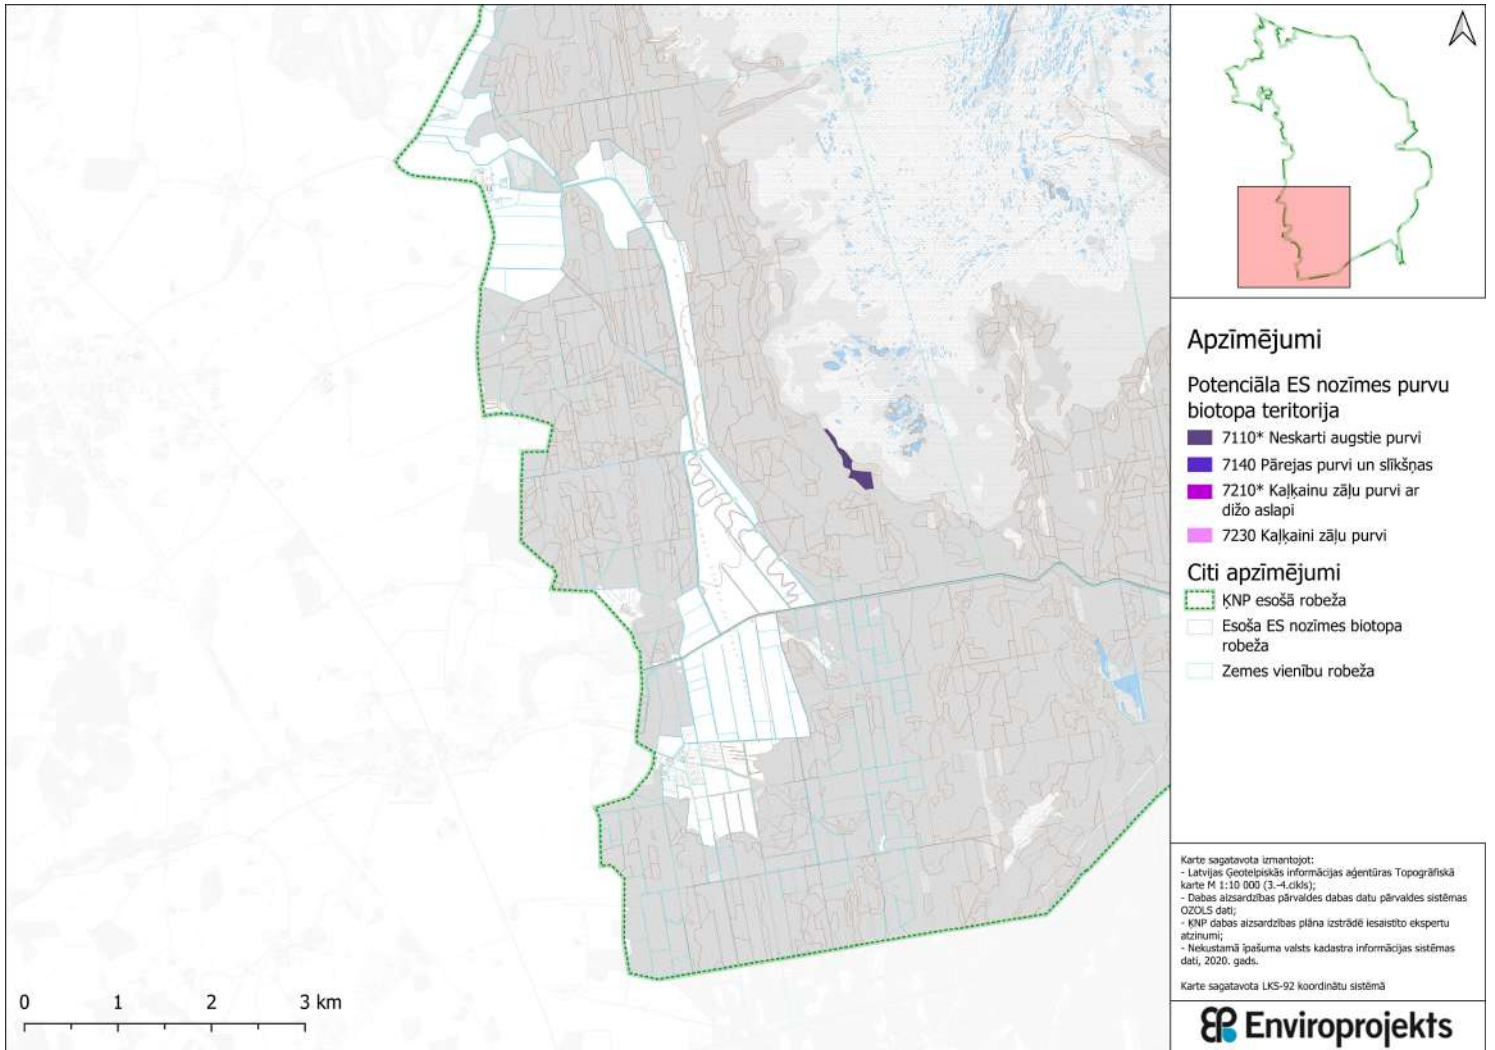 Apzīmējumi
Potenciāla ES nozīmes purvu
biotopa teritorija
7110* Neskarti augstie purvi
7140 Pārejas purvi un slīkšņas
7210* Kaļķainu zāļu purvi ar
dižo aslapi
7230 Kaļķaini zāļu purvi
Citi apzīmējumi
ĶNP esošā robeža
Esoša ES nozīmes biotopa
robeža
Zemes vienību robeža
Karte sagatavota izmantojot:
- Latvijas Ģeotelpiskās informācijas aģentūras Topogrāfiskā
karte M 1:10 000 (3.-4.cikls);
- Dabas aizsardzības pārvaldes dabas datu pārvaldes sistēmas
OZOLS dati;
- ĶNP dabas aizsardzības plāna izstrādē iesaistīto ekspertu
atzinumi;
- Nekustamā īpašuma valsts kadastra informācijas sistēmas
dati, 2020. gads.
Karte sagatavota LKS-92 koordinātu sistēmā
Enviroprojekts
0 1 2 3 km